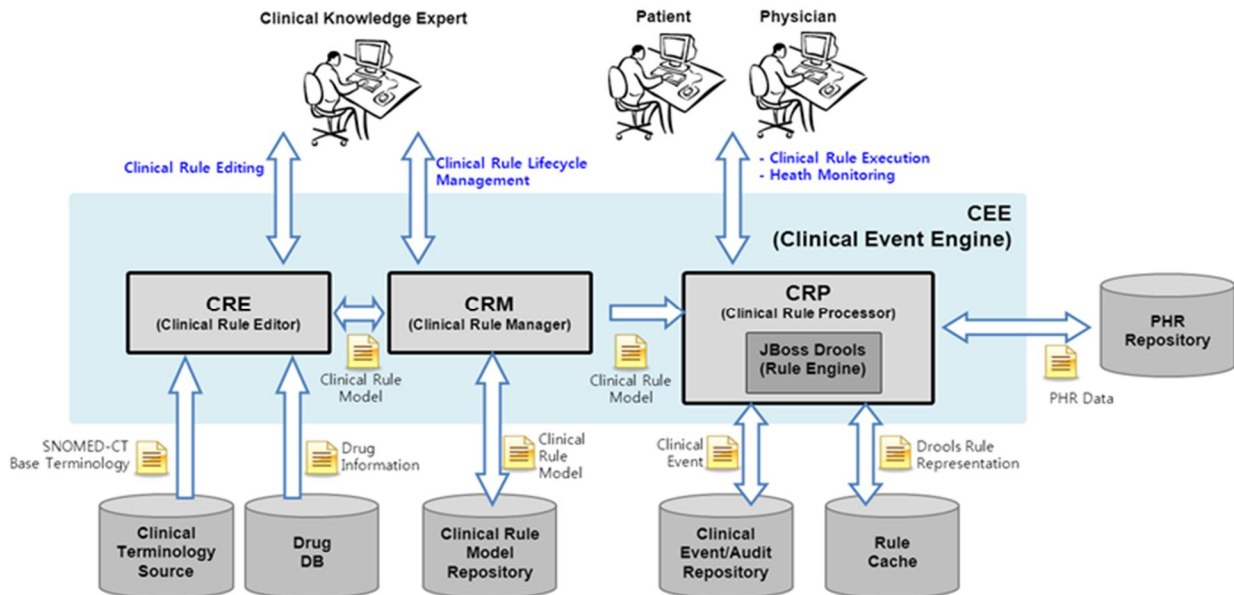 Clinical Knowledge Expert
Patient
Physician
Clinical Rule Editing
Clinical Rule Lifecycle
Management
- Clinical Rule Execution
- Heath Monitoring
CEE
(Clinical Event Engine)
CRE
(Clinical Rule Editor)
CRM
(Clinical Rule Manager)
CRP
(Clinical Rule Processor)
JBoss Drools
(Rule Engine)
PHR
Repository
Clinical Rule
Model
Clinical Rule
Model
PHR Data
SNOMED-CT
Base Terminology
Drug
Information
Clinical
Rule
Model
Clinical
Event
Drools Rule
Representation
Clinical
Terminology
Source
Drug
DB
Clinical Rule
Model
Repository
Clinical
Event/Audit
Repository
Rule
Cache